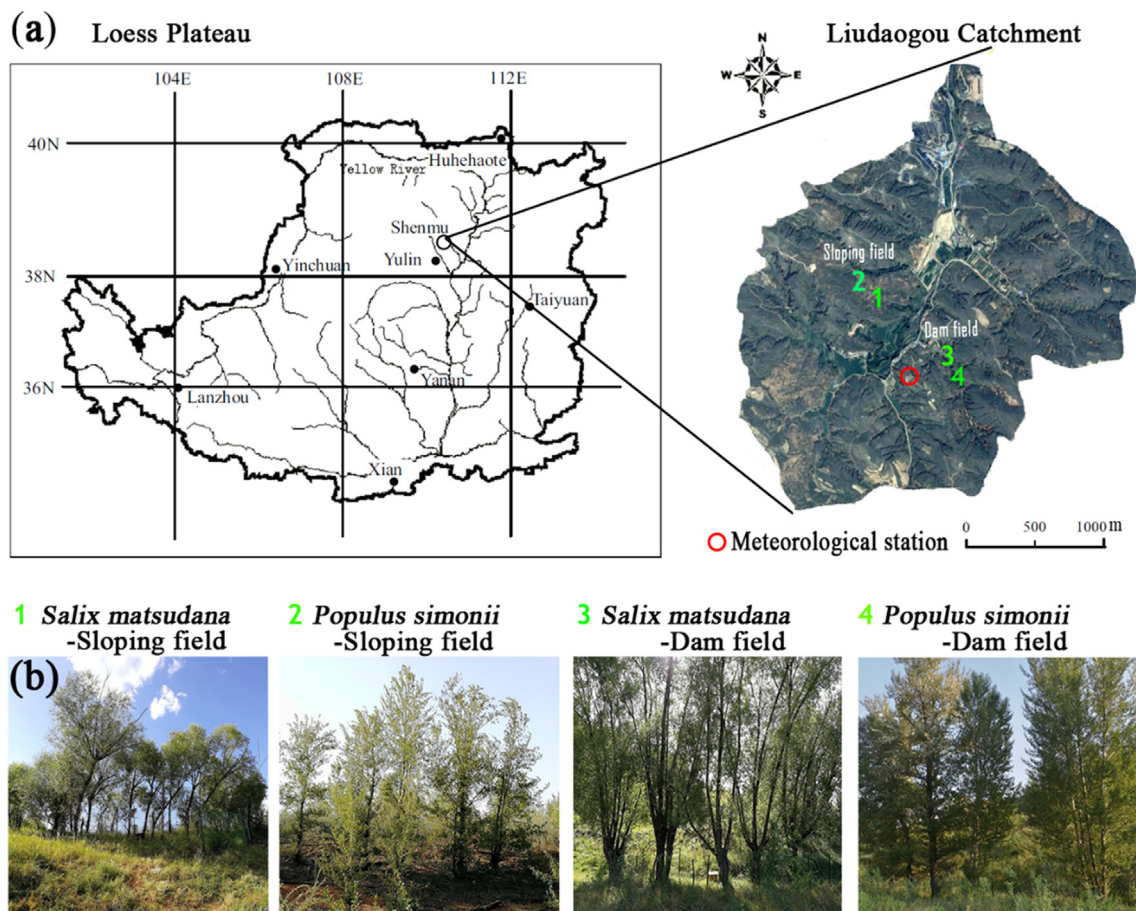 (a) Loess Plateau
Liudaogou Catchment
104E 108E 112E
N
W E
S
40N
Huhehaote
Yellow River
Shenmu
Yulin
Yinchuan
38N
Taiyuan
Yanan
36N
Lanzhou
Xian
Sloping field
2
1
Dam field
3
4
Meteorological station
0 500 1000 m
1 Salix matsudana
-Sloping field
2 Populus simonii
-Sloping field
3 Salix matsudana
-Dam field
4 Populus simonii
-Dam field
(b)